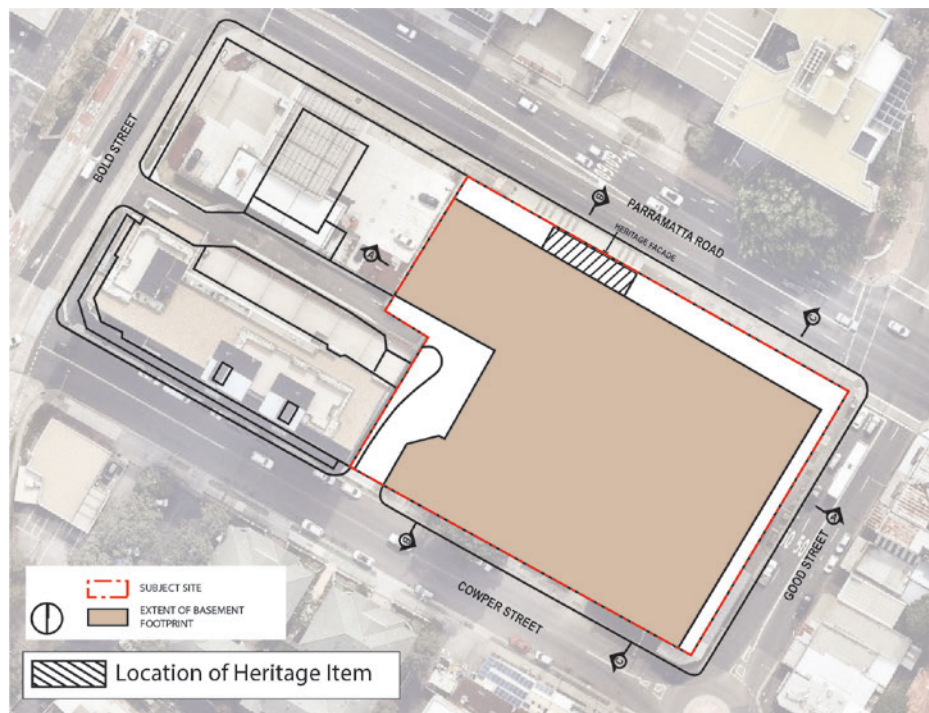 BOLD STREET
PARRAMATTA ROAD
HERITAGE FACADE
B
A
C
A
GOOD STREET
B
COWPER STREET
C
SUBJECT SITE
EXTENT OF BASEMENT
FOOTPRINT
Location of Heritage Item